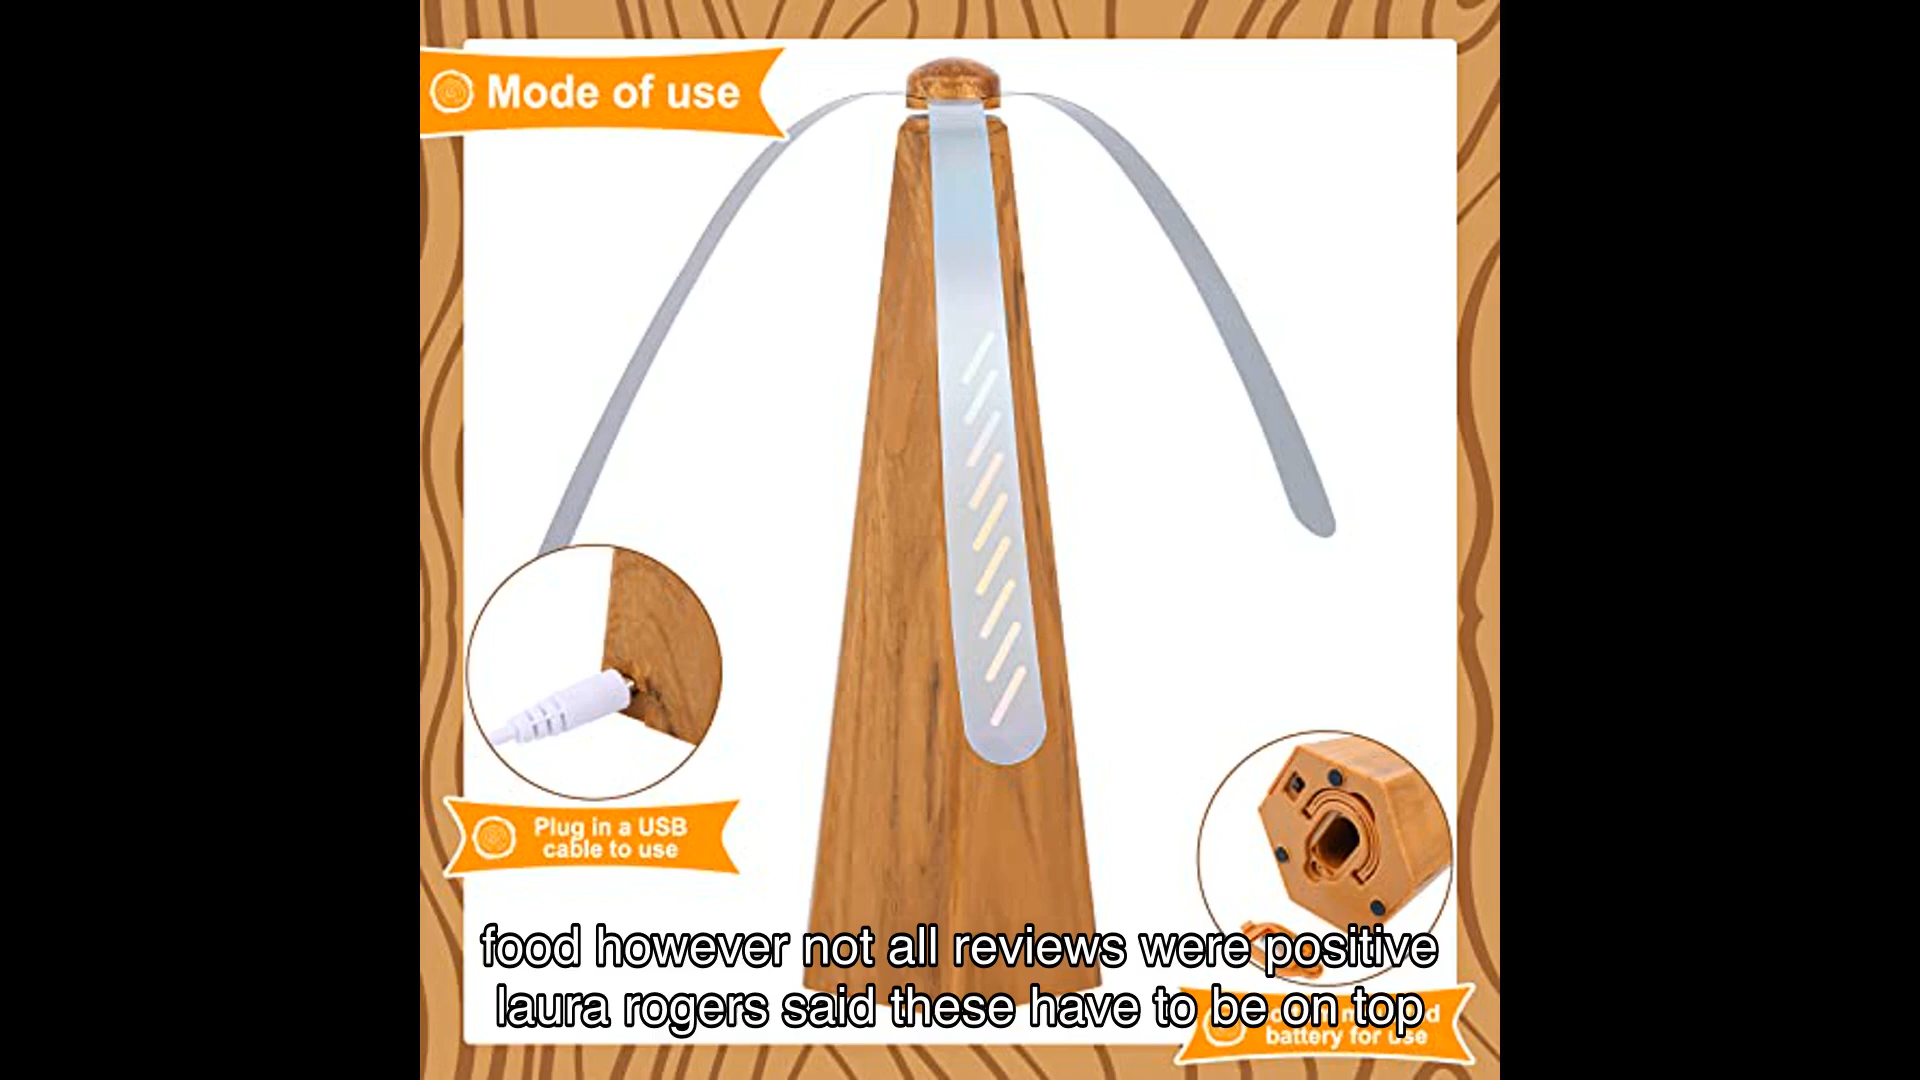 Mode of use
Plug in a USB
cable to use
food however not all reviews were positive
laura rogers said these have to be on top
battery for use